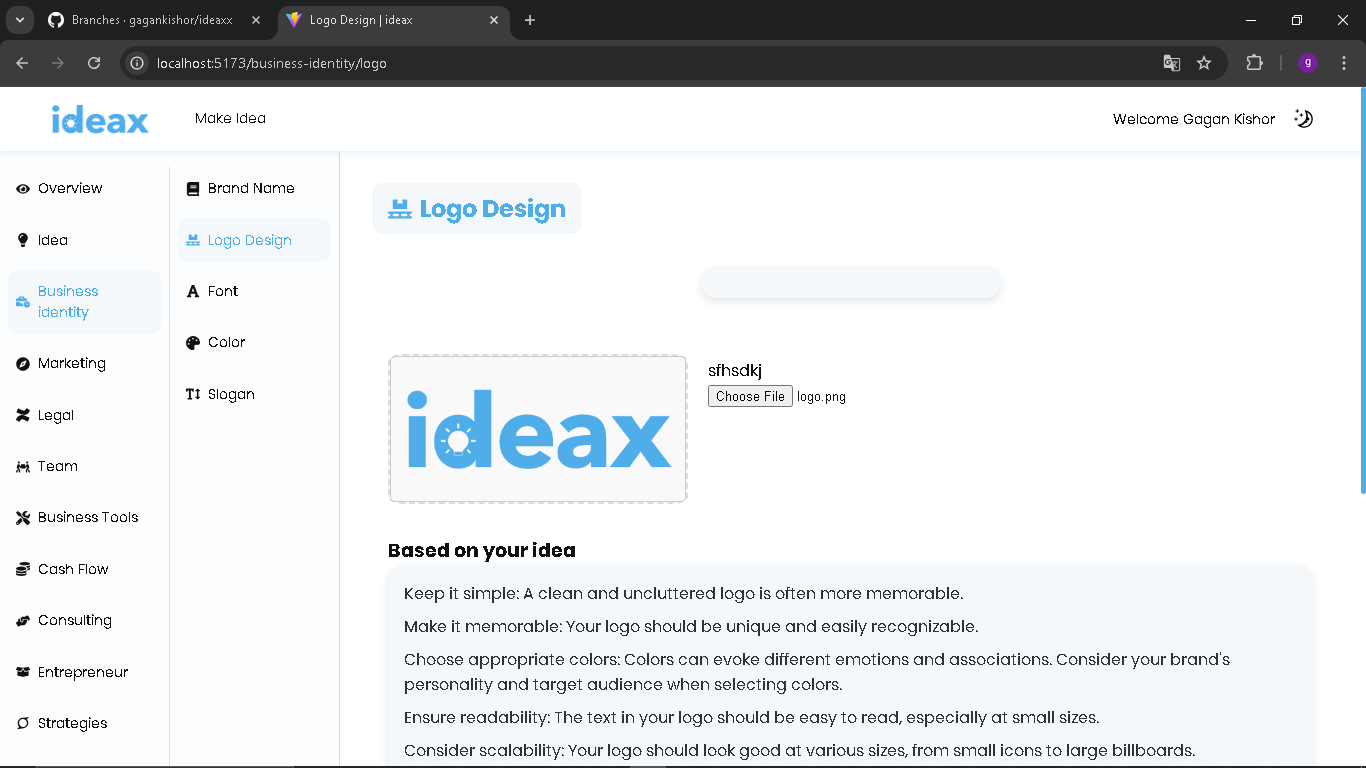 Branches · gagankishor/ideaxx
Logo Design | ideax
localhost:5173/business-identity/logo
g
ideax
Make Idea
Welcome Gagan Kishor
Overview
Idea
Business
identity
Marketing
Legal
Team
Business Tools
Cash Flow
Consulting
Entrepreneur
Strategies
Brand Name
Logo Design
Font
Color
Slogan
Logo Design
ideax
sfhsdkj
Choose File logo.png
Based on your idea
Keep it simple: A clean and uncluttered logo is often more memorable.
Make it memorable: Your logo should be unique and easily recognizable.
Choose appropriate colors: Colors can evoke different emotions and associations. Consider your brand's
personality and target audience when selecting colors.
Ensure readability: The text in your logo should be easy to read, especially at small sizes.
Consider scalability: Your logo should look good at various sizes, from small icons to large billboards.